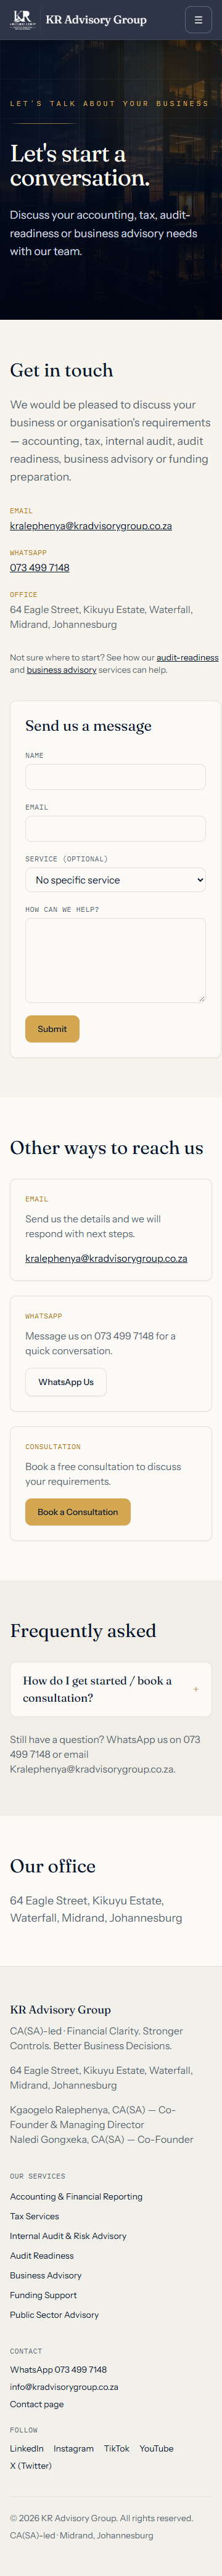 KR
KR Advisory Group
☰
LET'S TALK ABOUT YOUR BUSINESS
Let's start a
conversation.
Discuss your accounting, tax, audit-
readiness or business advisory needs
with our team.
Get in touch
We would be pleased to discuss your
business or organisation's requirements
— accounting, tax, internal audit, audit
readiness, business advisory or funding
preparation.
EMAIL
kralephenya@kradvisorygroup.co.za
WHATSAPP
073 499 7148
OFFICE
64 Eagle Street, Kikuyu Estate, Waterfall,
Midrand, Johannesburg
Not sure where to start? See how our audit-readiness
and business advisory services can help.
Send us a message
NAME
EMAIL
SERVICE (OPTIONAL)
No specific service
HOW CAN WE HELP?
Submit
Other ways to reach us
EMAIL
Send us the details and we will
respond with next steps.
kralephenya@kradvisorygroup.co.za
WHATSAPP
Message us on 073 499 7148 for a
quick conversation.
WhatsApp Us
CONSULTATION
Book a free consultation to discuss
your requirements.
Book a Consultation
Frequently asked
How do I get started / book a
consultation?
+
Still have a question? WhatsApp us on 073
499 7148 or email
Kralephenya@kradvisorygroup.co.za.
Our office
64 Eagle Street, Kikuyu Estate,
Waterfall, Midrand, Johannesburg
KR Advisory Group
CA(SA)-led · Financial Clarity. Stronger
Controls. Better Business Decisions.
64 Eagle Street, Kikuyu Estate, Waterfall,
Midrand, Johannesburg
Kgaogelo Ralephenya, CA(SA) — Co-
Founder & Managing Director
Naledi Gongxeka, CA(SA) — Co-Founder
OUR SERVICES
Accounting & Financial Reporting
Tax Services
Internal Audit & Risk Advisory
Audit Readiness
Business Advisory
Funding Support
Public Sector Advisory
CONTACT
WhatsApp 073 499 7148
info@kradvisorygroup.co.za
Contact page
FOLLOW
LinkedIn Instagram TikTok YouTube
X (Twitter)
© 2026 KR Advisory Group. All rights reserved.
CA(SA)-led · Midrand, Johannesburg